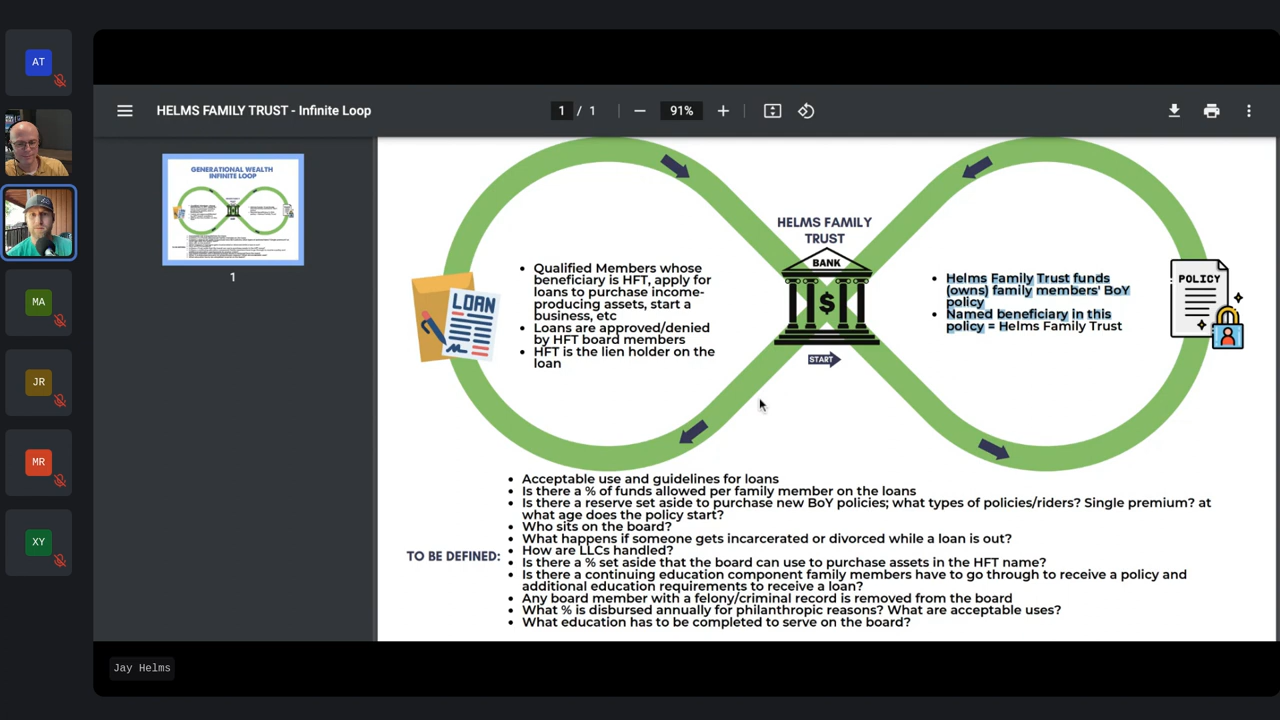 AT
MA
JR
MR
XY
HELMS FAMILY TRUST - Infinite Loop
1 / 1
91%
GENERATIONAL WEALTH
INFINITE LOOP
1
HELMS FAMILY
TRUST
BANK
$
START
LOAN
• Qualified Members whose
beneficiary is HFT, apply for
loans to purchase income-
producing assets, start a
business, etc
• Loans are approved/denied
by HFT board members
• HFT is the lien holder on the
loan
• Helms Family Trust funds
(owns) family members' BoY
policy
• Named beneficiary in this
policy = Helms Family Trust
POLICY
TO BE DEFINED:
• Acceptable use and guidelines for loans
• Is there a % of funds allowed per family member on the loans
• Is there a reserve set aside to purchase new BoY policies; what types of policies/riders? Single premium? at
what age does the policy start?
• Who sits on the board?
• What happens if someone gets incarcerated or divorced while a loan is out?
• How are LLCs handled?
• Is there a % set aside that the board can use to purchase assets in the HFT name?
• Is there a continuing education component family members have to go through to receive a policy and
additional education requirements to receive a loan?
• Any board member with a felony/criminal record is removed from the board
• What % is disbursed annually for philanthropic reasons? What are acceptable uses?
• What education has to be completed to serve on the board?
Jay Helms